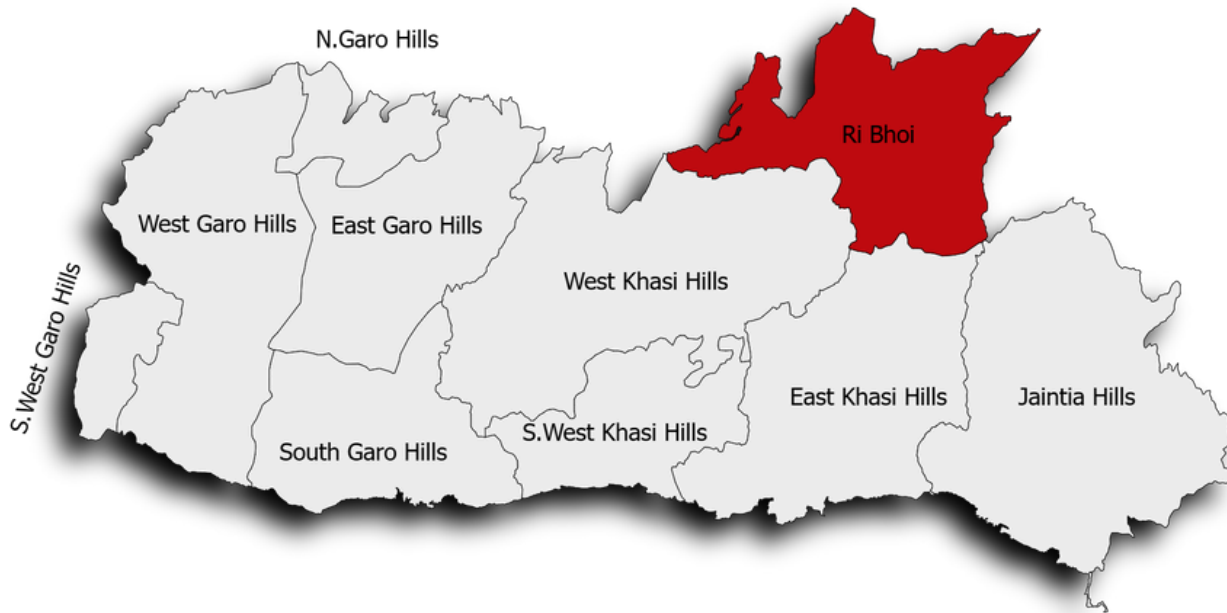 N.Garo Hills
Ri Bhoi
West Garo Hills
East Garo Hills
West Khasi Hills
S.West Garo Hills
East Khasi Hills
Jaintia Hills
S.West Khasi Hills
South Garo Hills